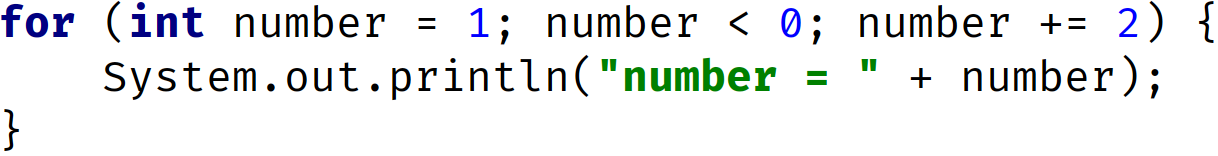 for (int number = 1; number < 0; number += 2) {
    System.out.println("number = " + number);
}